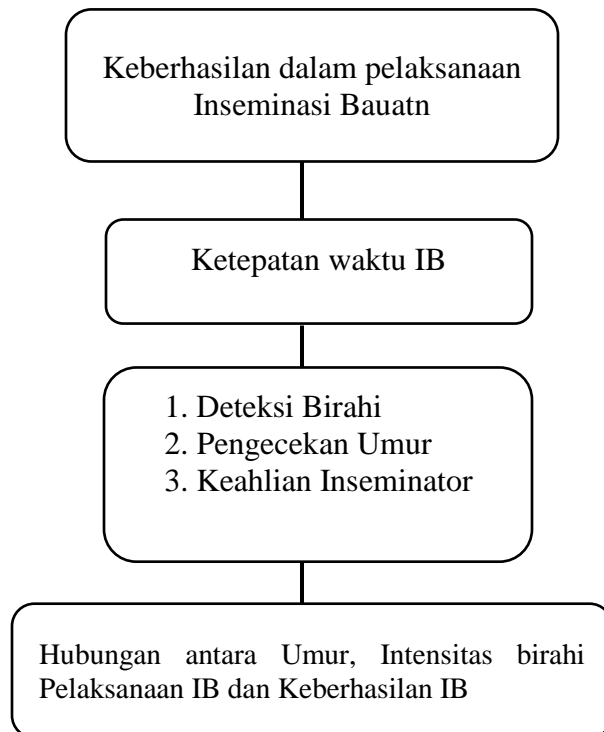 Keberhasilan dalam pelaksanaan
Inseminasi Bauatn
Ketepatan waktu IB
1. Deteksi Birahi
2. Pengecekan Umur
3. Keahlian Inseminator
Hubungan antara Umur, Intensitas birahi
Pelaksanaan IB dan Keberhasilan IB